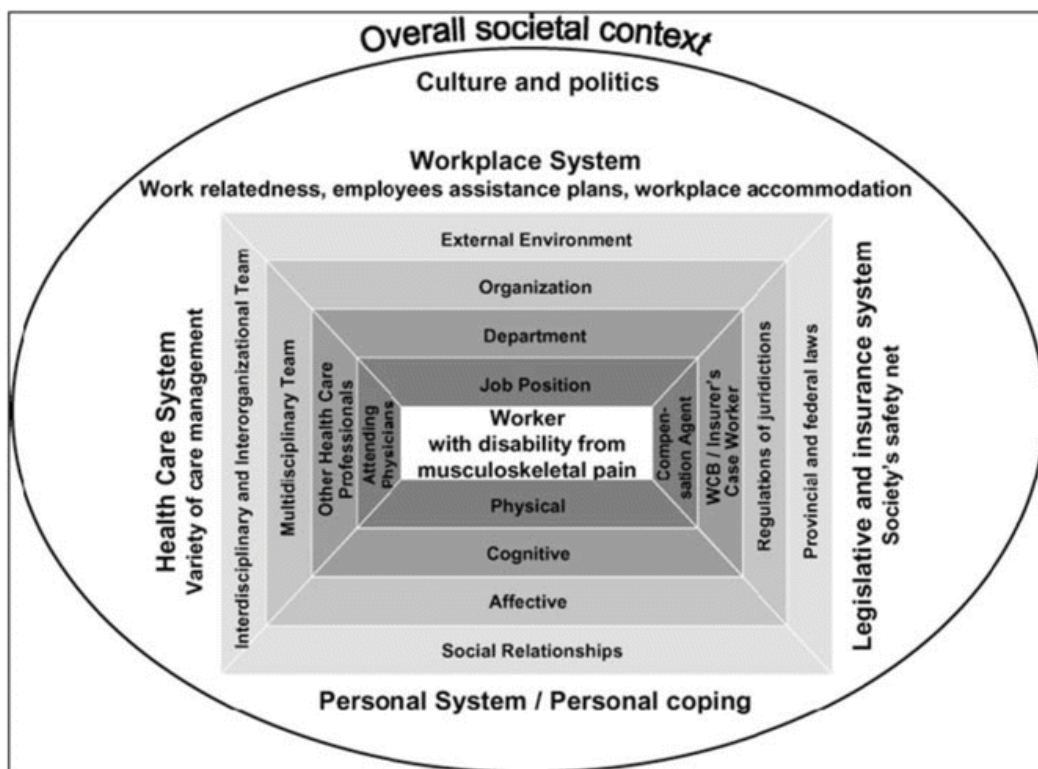 Overall societal context
Culture and politics
Workplace System
Work relatedness, employees assistance plans, workplace accommodation
External Environment
Organization
Department
Job Position
Health Care System
Variety of care management
Interdisciplinary and Interorganizational Team
Multidisciplinary Team
Other Health Care
Professionals
Attending
Physicians
Worker
with disability from
musculoskeletal pain
Compen-
sation Agent
WCB / Insurer's
Case Worker
Regulations of juridictions
Provincial and federal laws
Legislative and insurance system
Society's safety net
Physical
Cognitive
Affective
Social Relationships
Personal System / Personal coping